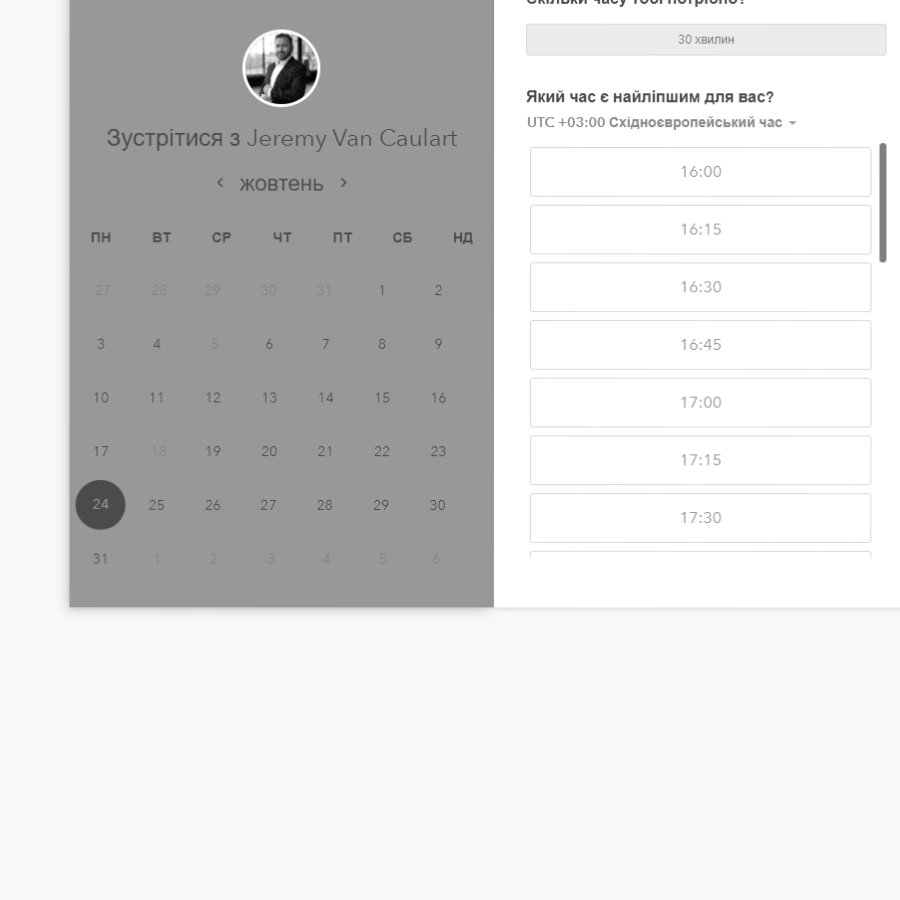 Зустрітися з Jeremy Van Caulart
жовтень
ПН ВТ СР ЧТ ПТ СБ НД
27 28 29 30 31 1 2
3 4 5 6 7 8 9
10 11 12 13 14 15 16
17 18 19 20 21 22 23
24 25 26 27 28 29 30
31 1 2 3 4 5 6
Скільки часу тобі потрібно?
30 хвилин
Який час є найліпшим для вас?
UTC +03:00 Східноєвропейський час
16:00
16:15
16:30
16:45
17:00
17:15
17:30